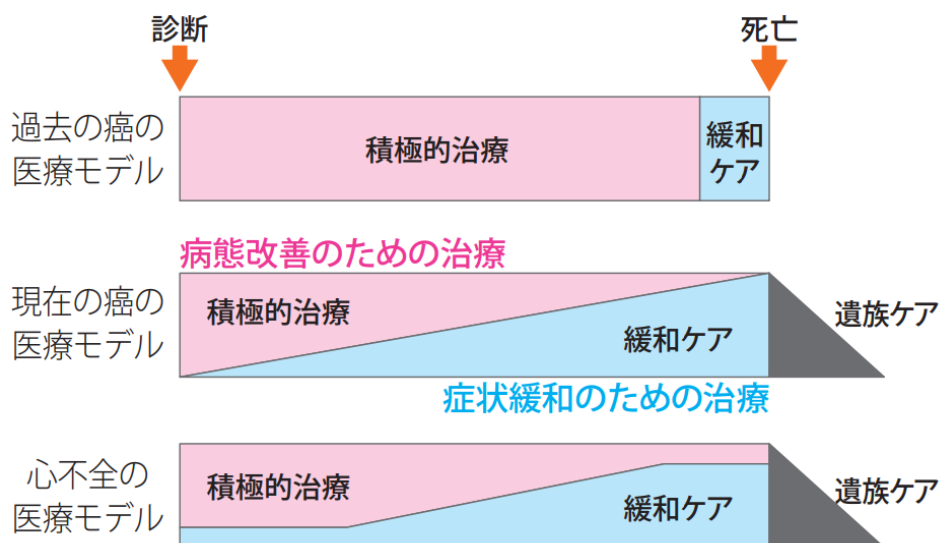 診断
死亡
過去の癌の
医療モデル
積極的治療
緩和
ケア
病態改善のための治療
現在の癌の
医療モデル
積極的治療
緩和ケア
遺族ケア
症状緩和のための治療
心不全の
医療モデル
積極的治療
緩和ケア
遺族ケア